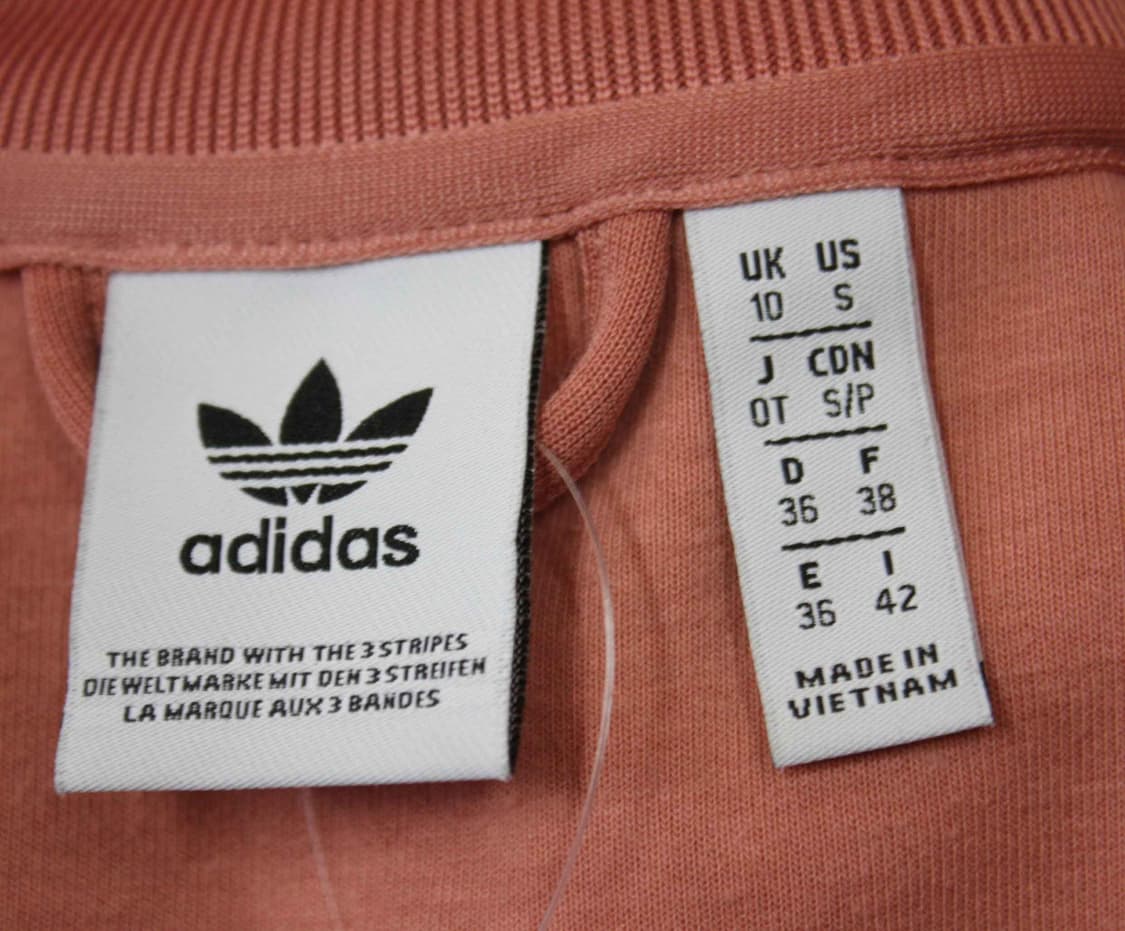 adidas
THE BRAND WITH THE 3 STRIPES
DIE WELTMARKE MIT DEN 3 STREIFEN
LA MARQUE AUX 3 BANDES
UK US
10 S
J CDN
OT S/P
D F
36 38
E I
36 42
MADE IN
VIETNAM